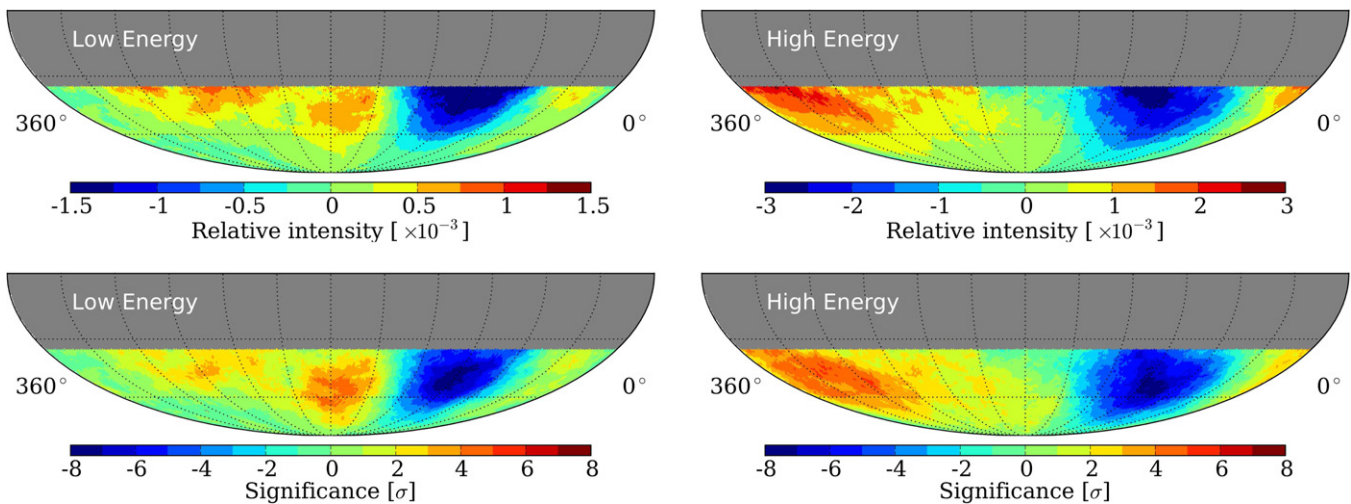 Low Energy
High Energy
360°
0°
360°
0°
-1.5 -1 -0.5 0 0.5 1 1.5
Relative intensity [ ×10⁻³]
-3 -2 -1 0 1 2 3
Relative intensity [ ×10⁻³]
Low Energy
High Energy
360°
0°
360°
0°
-8 -6 -4 -2 0 2 4 6 8
Significance [σ]
-8 -6 -4 -2 0 2 4 6 8
Significance [σ]